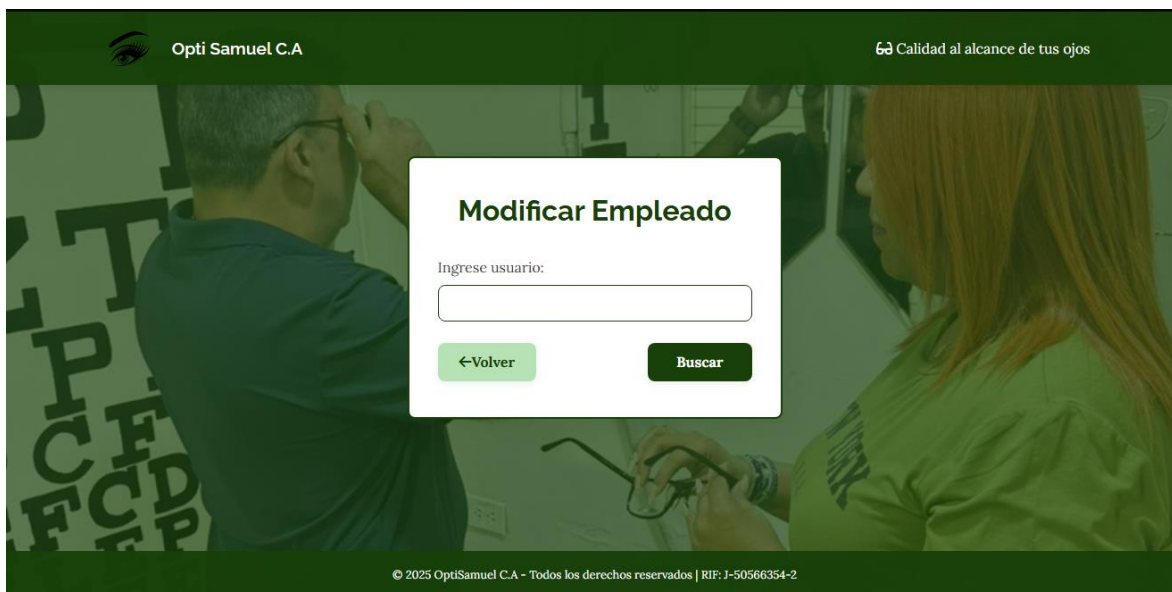 Opti Samuel C.A
Calidad al alcance de tus ojos
Modificar Empleado
Ingrese usuario:
←Volver
Buscar
© 2025 OptiSamuel C.A - Todos los derechos reservados | RIF: J-50566354-2